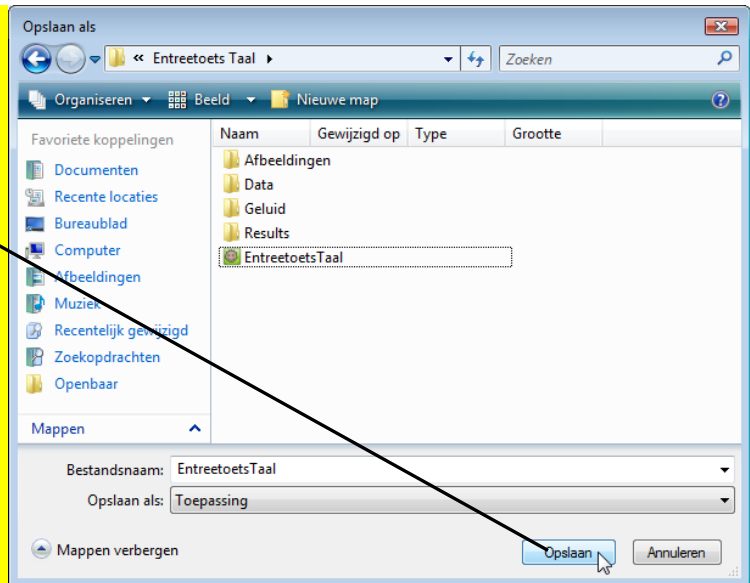 Opslaan als
« Entreetoets Taal
Zoeken
Organiseren Beeld Nieuwe map
Favoriete koppelingen
Documenten
Recente locaties
Bureaublad
Computer
Afbeeldingen
Muziek
Recentelijk gewijzigd
Zoekopdrachten
Openbaar
Mappen
Naam Gewijzigd op Type Grootte
Afbeeldingen
Data
Geluid
Results
EntreetoetsTaal
Bestandsnaam: EntreetoetsTaal
Opslaan als: Toepassing
Mappen verbergen
Opslaan Annuleren